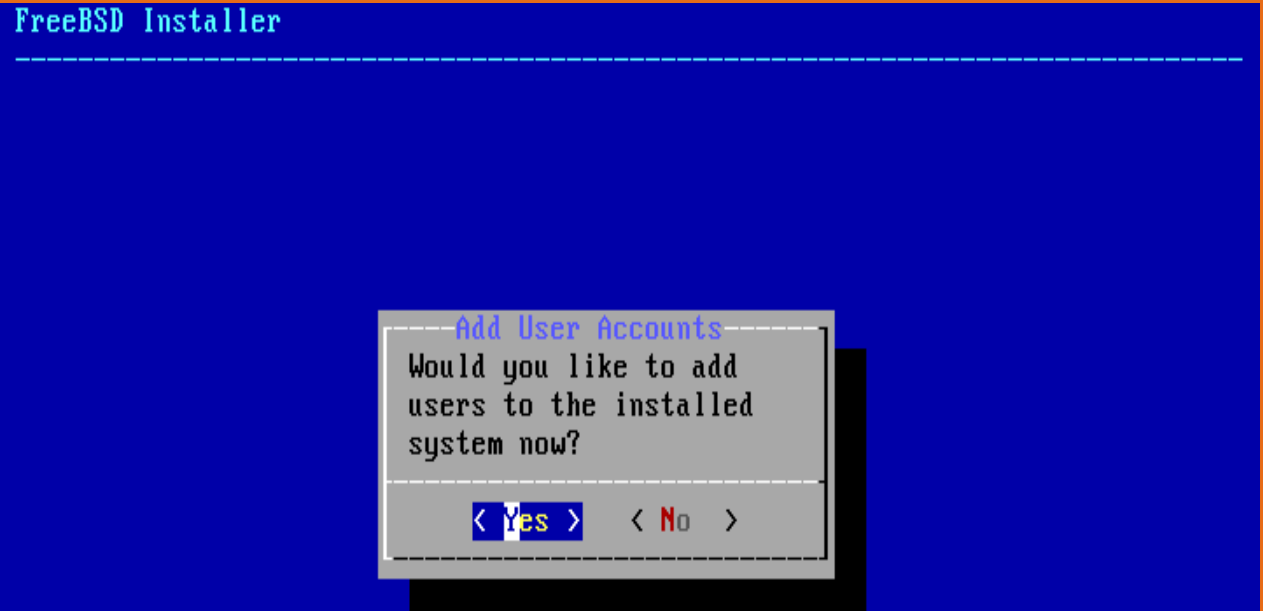 FreeBSD Installer
Add User Accounts
Would you like to add
users to the installed
system now?
< Yes > < No >